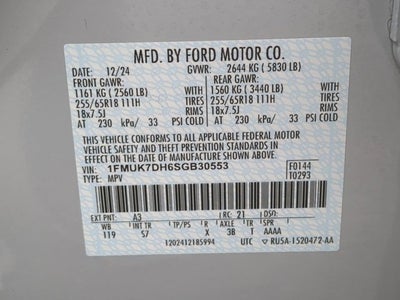 MFD. BY FORD MOTOR CO.
12/24 GVWR: 2644 KG ( 5830 LB)
FRONT GAWR: REAR GAWR:
1161 KG ( 2560 LB) WITH 1560 KG ( 3440 LB) WITH
255/65R18 111H TIRES 255/65R18 111H TIRES
18x7.5J RIMS 18x7.5J RIMS
AT 230 kPa/ 33 PSI COLD AT 230 kPa/ 33 PSI COLD
THIS VEHICLE CONFORMS TO ALL APPLICABLE FEDERAL MOTOR
VEHICLE SAFETY AND THEFT PREVENTION STANDARDS IN EFFECT ON THE DATE OF
MANUFACTURE SHOWN ABOVE.
VIN: 1FMUK7DH6SGB30553 F0144
TYPE: MPV T0293
EXT PNT: A3 RC: 21 DSO:
WB INT TR TP/PS R AXLE TR SPR
119 S7 X 3B T AAAA
1202412185994 UTC RU5A-1520472-AA